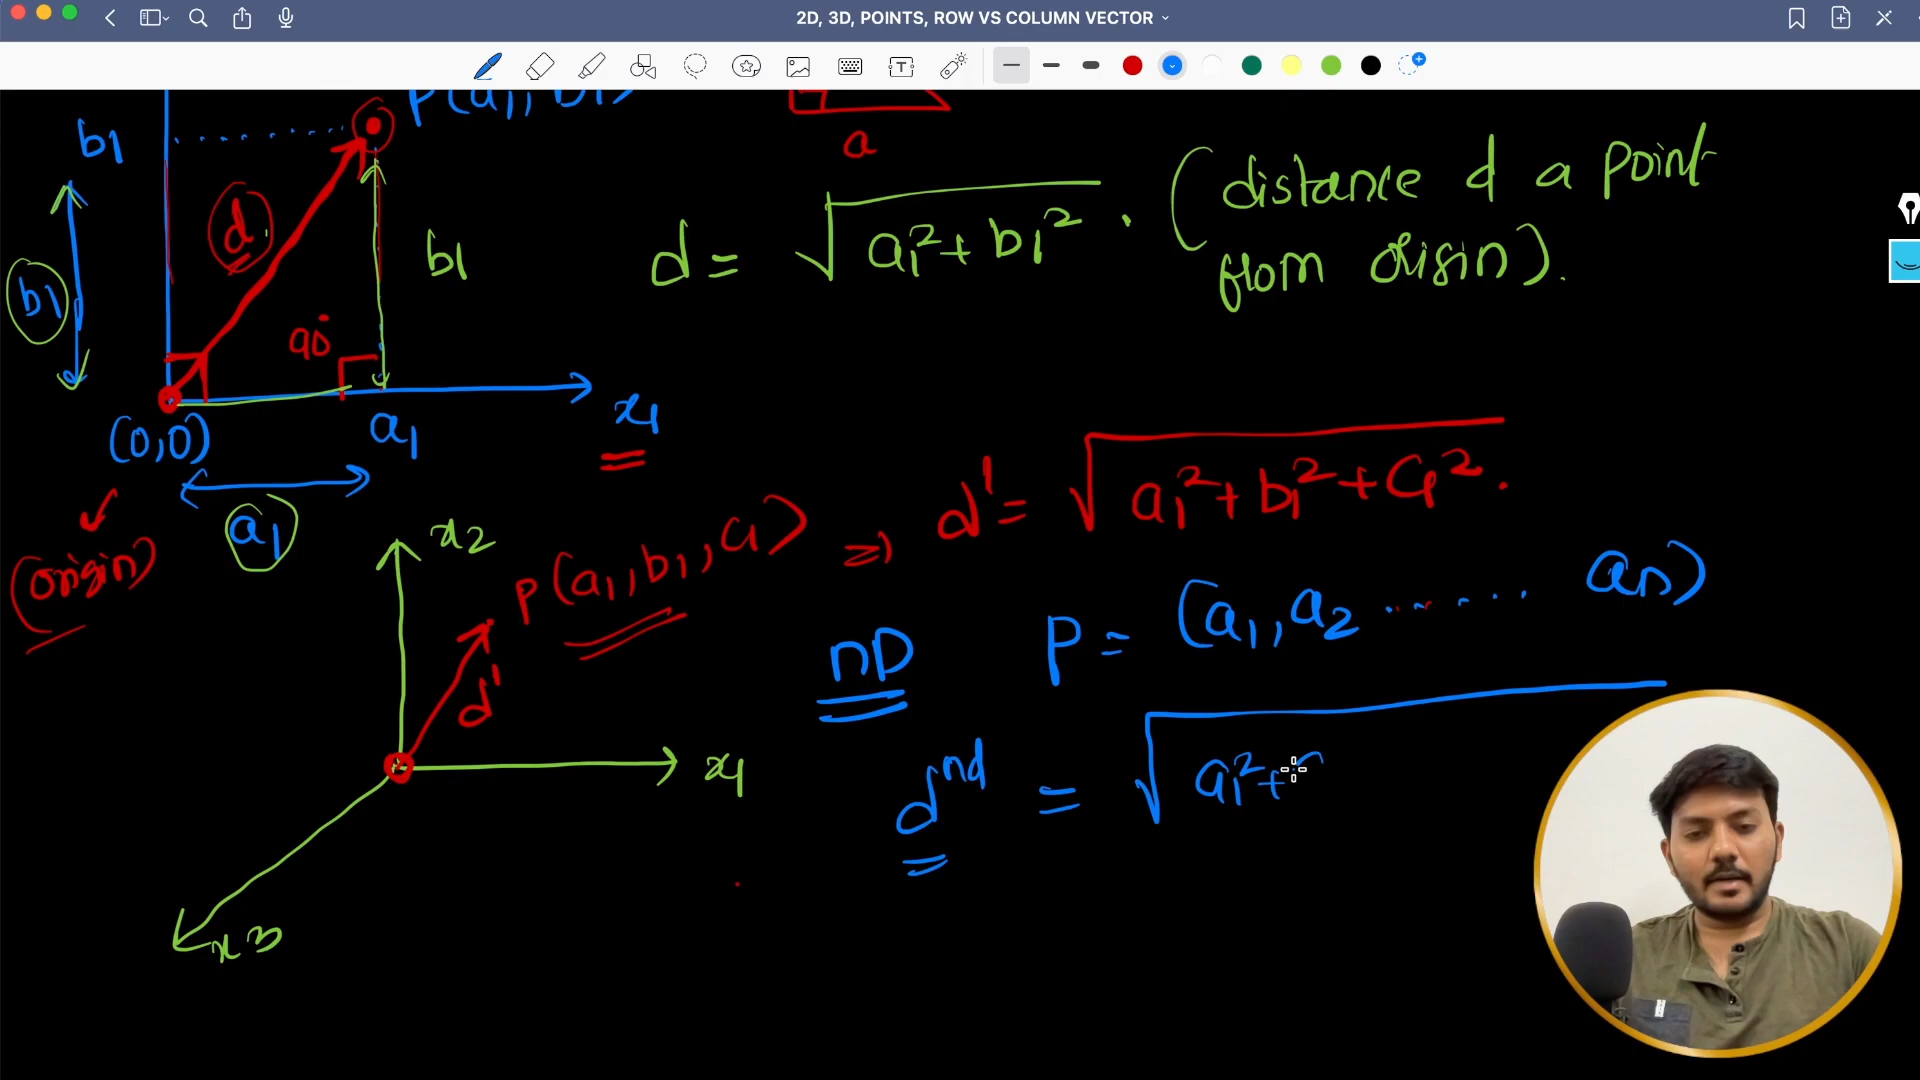 2D, 3D, POINTS, ROW VS COLUMN VECTOR
P(a1, b1)
b1
a
d
b1
b1
d = √a1² + b1² . (distance of a point
from origin).
90°
x1
(0,0)
a1
a1
(origin)
x2
p(a1, b1, c1) ⇒ d' = √a1² + b1² + c1² .
d'
nD P = (a1, a2 ...... an)
x1
d^nd = √a1² +
x3